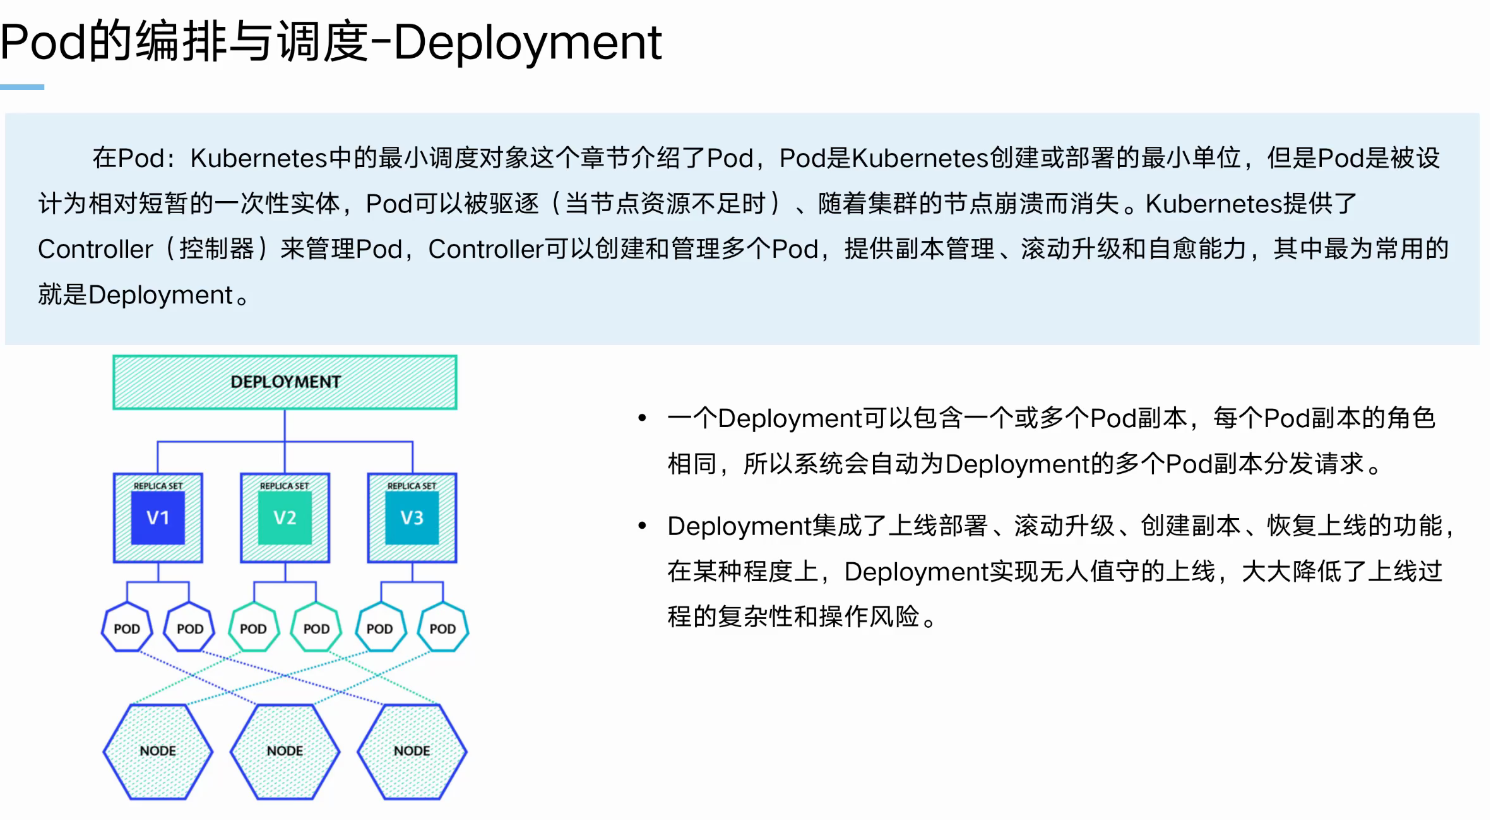 Pod的编排与调度-Deployment
在Pod：Kubernetes中的最小调度对象这个章节介绍了Pod，Pod是Kubernetes创建或部署的最小单位，但是Pod是被设
计为相对短暂的一次性实体，Pod可以被驱逐（当节点资源不足时）、随着集群的节点崩溃而消失。Kubernetes提供了
Controller（控制器）来管理Pod，Controller可以创建和管理多个Pod，提供副本管理、滚动升级和自愈能力，其中最为常用的
就是Deployment。
DEPLOYMENT
REPLICA SET REPLICA SET REPLICA SET
V1 V2 V3
POD POD POD POD POD POD
NODE NODE NODE
• 一个Deployment可以包含一个或多个Pod副本，每个Pod副本的角色
相同，所以系统会自动为Deployment的多个Pod副本分发请求。
• Deployment集成了上线部署、滚动升级、创建副本、恢复上线的功能，
在某种程度上，Deployment实现无人值守的上线，大大降低了上线过
程的复杂性和操作风险。